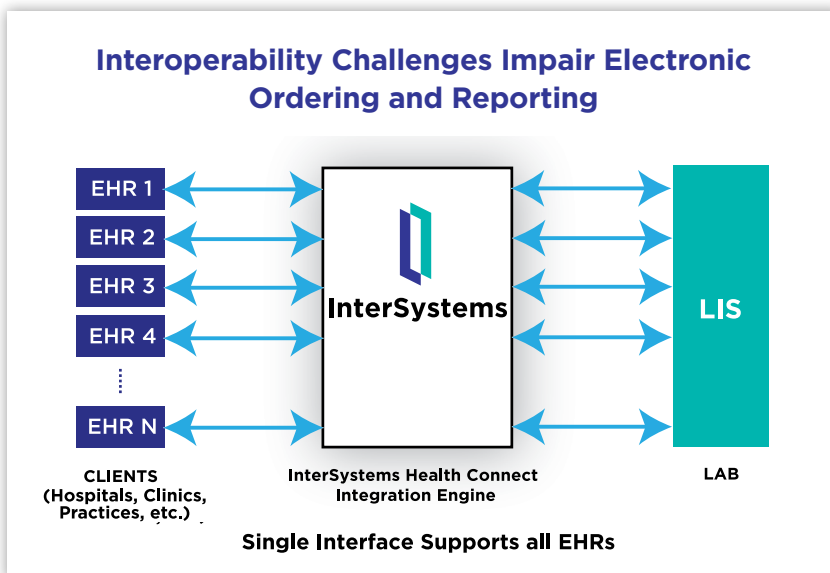 Interoperability Challenges Impair Electronic
Ordering and Reporting
EHR 1
EHR 2
EHR 3
EHR 4
EHR N
InterSystems
LIS
CLIENTS
(Hospitals, Clinics,
Practices, etc.)
InterSystems Health Connect
Integration Engine
LAB
Single Interface Supports all EHRs